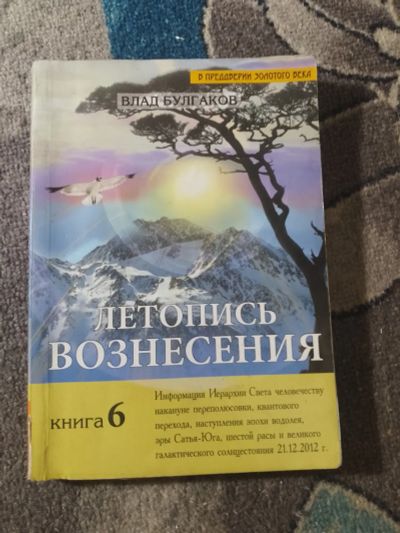 В ПРЕДДВЕРИИ ЗОЛОТОГО ВЕКА
ВЛАД БУЛГАКОВ
ЛЕТОПИСЬ
ВОЗНЕСЕНИЯ
книга 6
Информация Иерархии Света человечеству
накануне переполюсовки, квантового
перехода, наступления эпохи водолея,
эры Сатья-Юга, шестой расы и великого
галактического солнцестояния 21.12.2012 г.